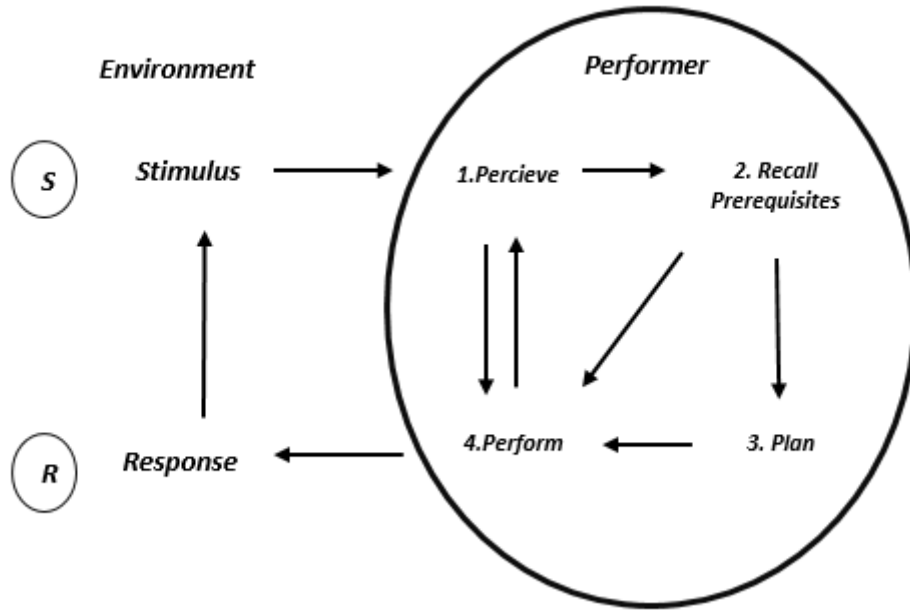 Environment
Performer
S
Stimulus
1.Percieve
2. Recall
Prerequisites
R
Response
4.Perform
3. Plan